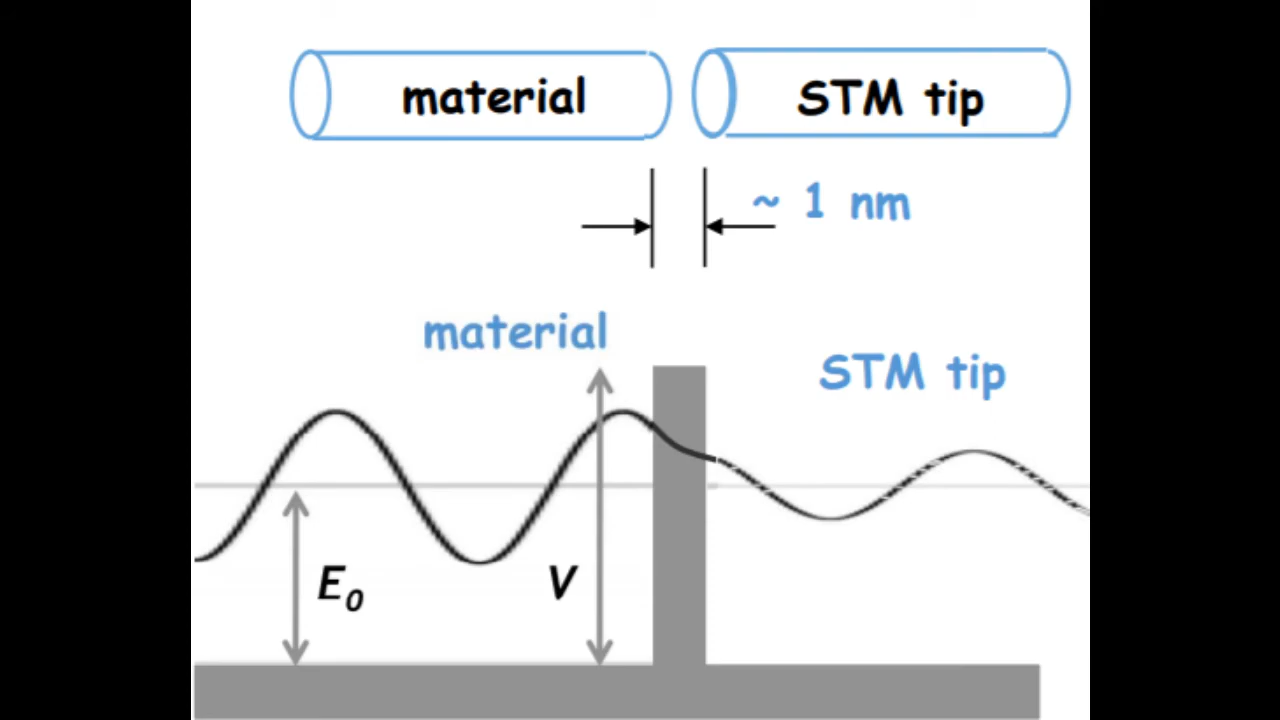 material
STM tip
~ 1 nm
material
STM tip
E₀
V